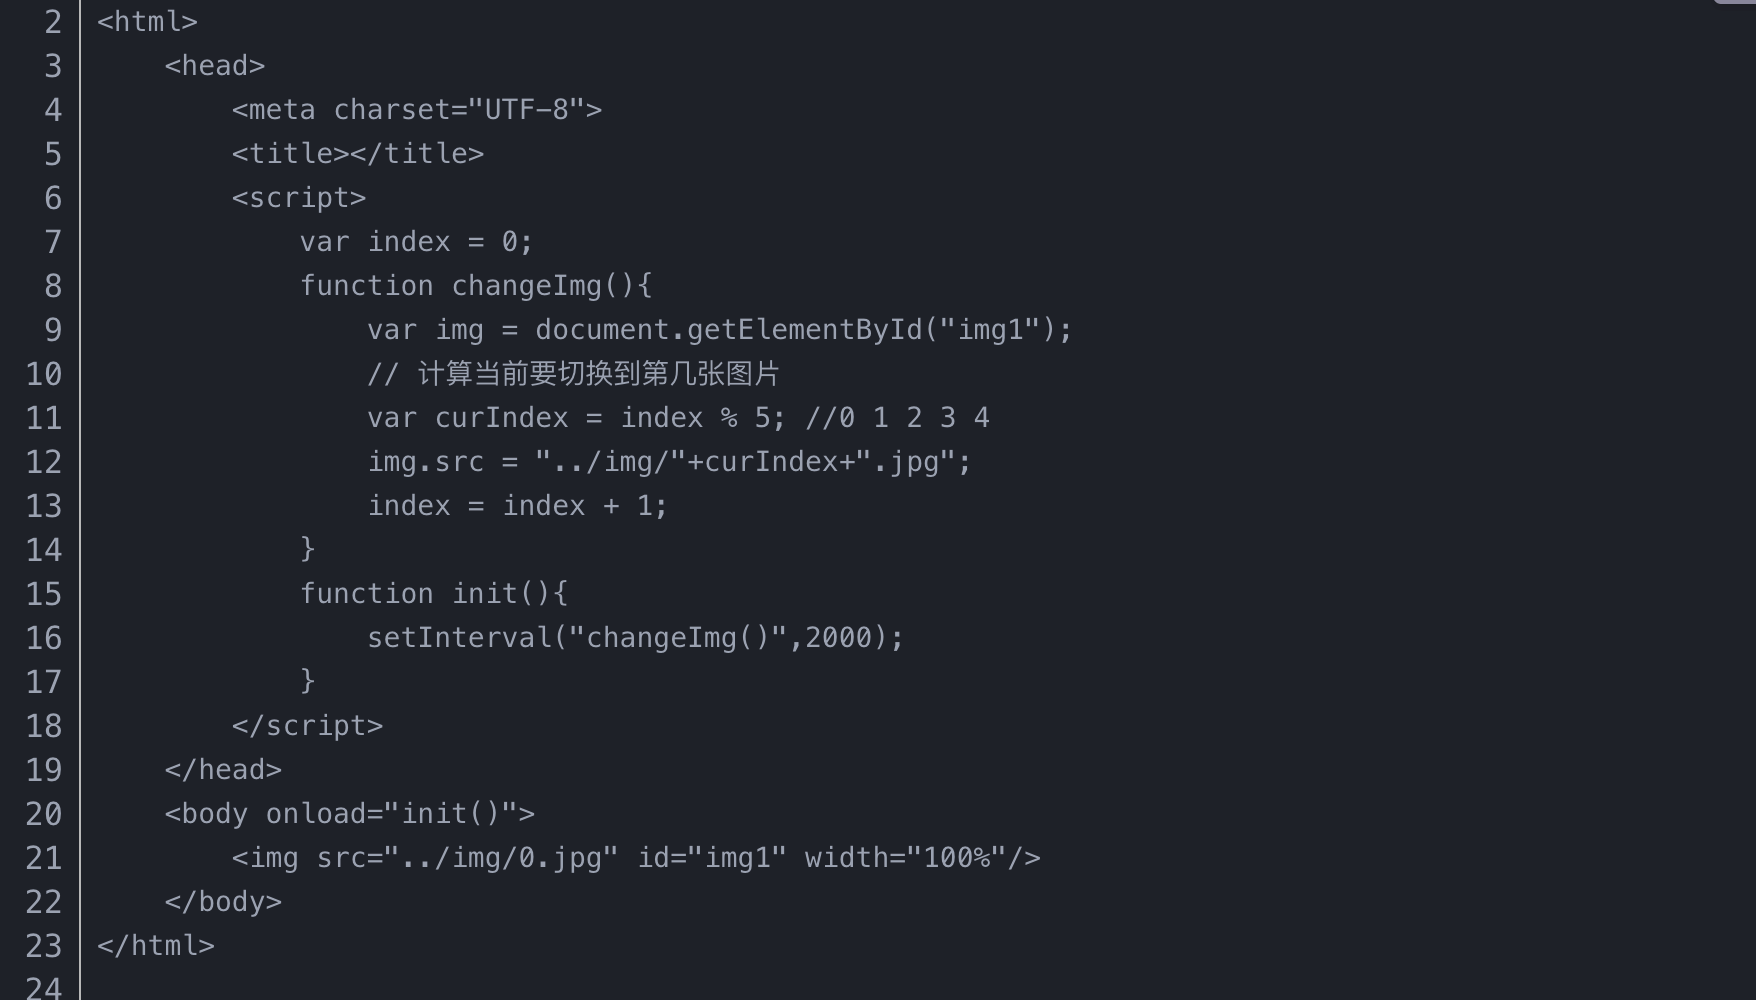 2 <html>
3     <head>
4         <meta charset="UTF-8">
5         <title></title>
6         <script>
7             var index = 0;
8             function changeImg(){
9                 var img = document.getElementById("img1");
10                 // 计算当前要切换到第几张图片
11                 var curIndex = index % 5; //0 1 2 3 4
12                 img.src = "../img/"+curIndex+".jpg";
13                 index = index + 1;
14             }
15             function init(){
16                 setInterval("changeImg()",2000);
17             }
18         </script>
19     </head>
20     <body onload="init()">
21         <img src="../img/0.jpg" id="img1" width="100%"/>
22     </body>
23 </html>
24